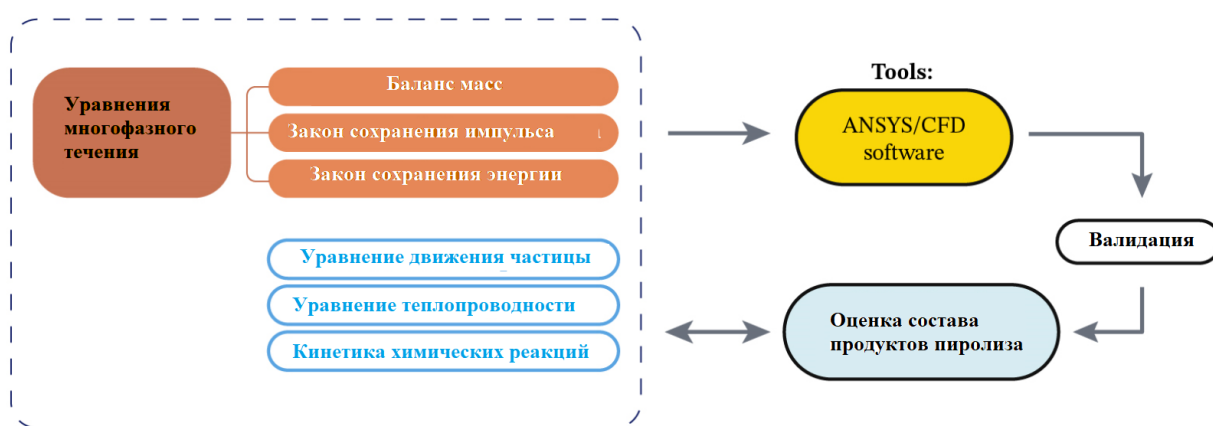 Уравнения
многофазного
течения
Баланс масс
Закон сохранения импульса
Закон сохранения энергии
Уравнение движения частицы
Уравнение теплопроводности
Кинетика химических реакций
Tools:
ANSYS/CFD
software
Валидация
Оценка состава
продуктов пиролиза